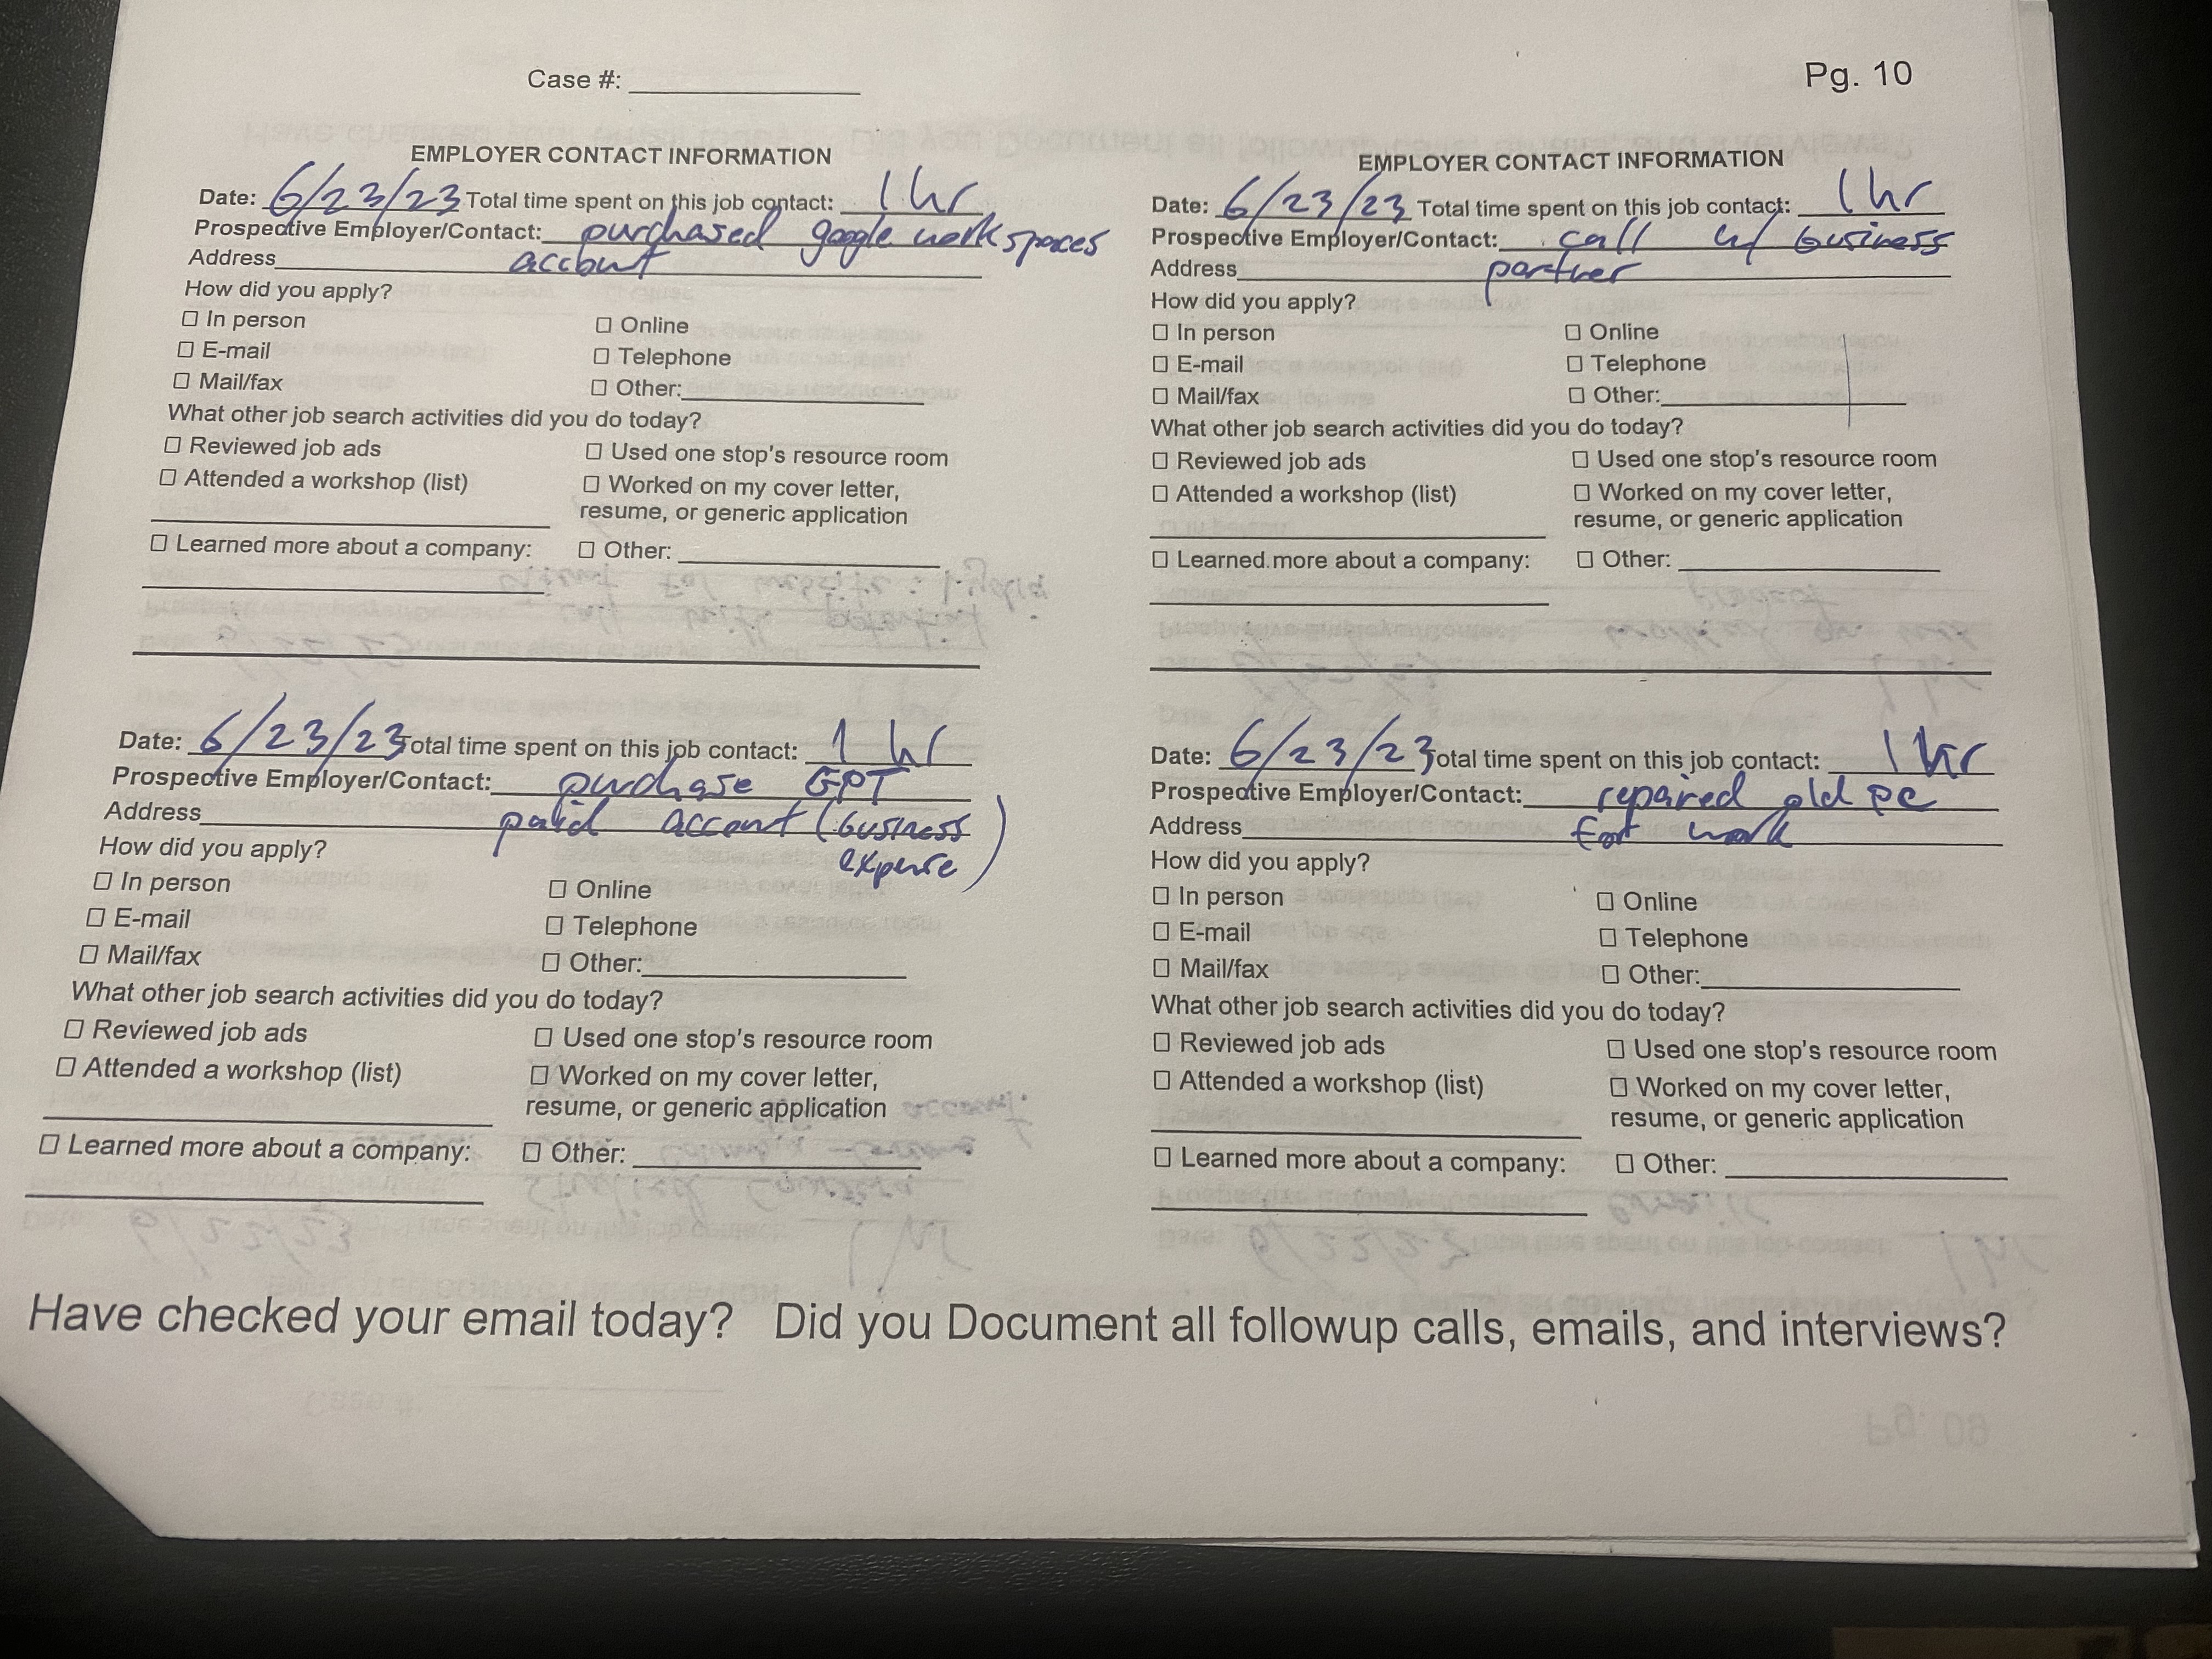 Case #:
Pg. 10
EMPLOYER CONTACT INFORMATION
Date: 6/23/23 Total time spent on this job contact: 1 hr
Prospective Employer/Contact: purchased google workspaces
Address account
How did you apply?
☐ In person ☐ Online
☐ E-mail ☐ Telephone
☐ Mail/fax ☐ Other:
What other job search activities did you do today?
☐ Reviewed job ads ☐ Used one stop's resource room
☐ Attended a workshop (list) ☐ Worked on my cover letter,
resume, or generic application
☐ Learned more about a company: ☐ Other:
EMPLOYER CONTACT INFORMATION
Date: 6/23/23 Total time spent on this job contact: 1 hr
Prospective Employer/Contact: call w/ business
Address partner
How did you apply?
☐ In person ☐ Online
☐ E-mail ☐ Telephone
☐ Mail/fax ☐ Other:
What other job search activities did you do today?
☐ Reviewed job ads ☐ Used one stop's resource room
☐ Attended a workshop (list) ☐ Worked on my cover letter,
resume, or generic application
☐ Learned more about a company: ☐ Other:
Date: 6/23/23 Total time spent on this job contact: 1 hr
Prospective Employer/Contact: purchase GPT
Address paid account (business
expense)
How did you apply?
☐ In person ☐ Online
☐ E-mail ☐ Telephone
☐ Mail/fax ☐ Other:
What other job search activities did you do today?
☐ Reviewed job ads ☐ Used one stop's resource room
☐ Attended a workshop (list) ☐ Worked on my cover letter,
resume, or generic application
☐ Learned more about a company: ☐ Other:
Date: 6/23/23 Total time spent on this job contact: 1 hr
Prospective Employer/Contact: repaired old pc
Address for work
How did you apply?
☐ In person ☐ Online
☐ E-mail ☐ Telephone
☐ Mail/fax ☐ Other:
What other job search activities did you do today?
☐ Reviewed job ads ☐ Used one stop's resource room
☐ Attended a workshop (list) ☐ Worked on my cover letter,
resume, or generic application
☐ Learned more about a company: ☐ Other:
Have checked your email today? Did you Document all followup calls, emails, and interviews?